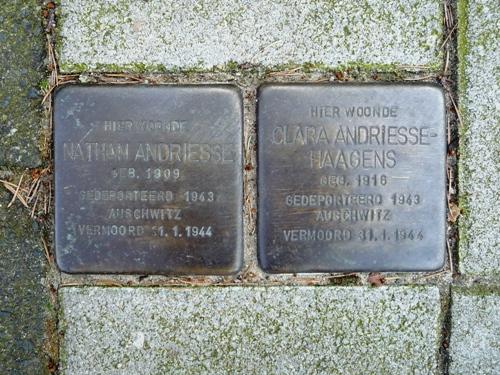 HIER WOONDE
NATHAN ANDRIESSE
GEB. 1909
GEDEPORTEERD 1943
AUSCHWITZ
VERMOORD 31.1.1944
HIER WOONDE
CLARA ANDRIESSE-
HAAGENS
GEB. 1916
GEDEPORTEERD 1943
AUSCHWITZ
VERMOORD 31.1.1944